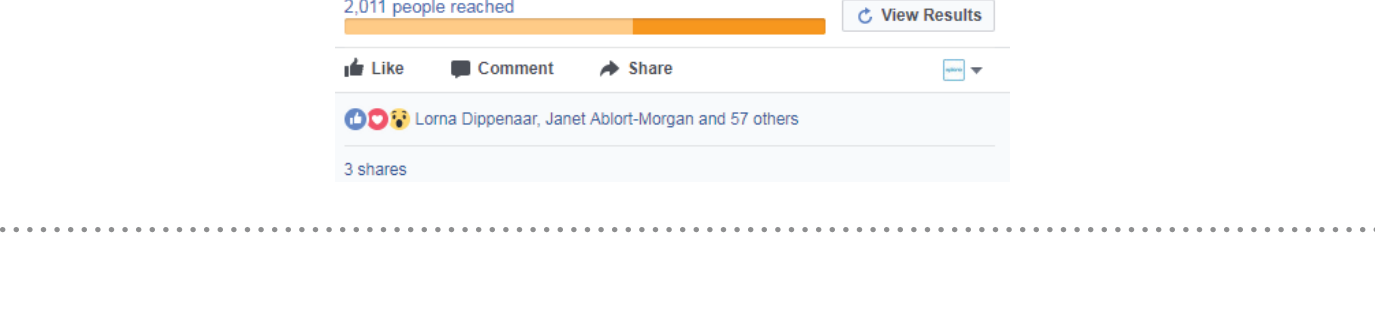 2,011 people reached
View Results
Like Comment Share
Lorna Dippenaar, Janet Ablort-Morgan and 57 others
3 shares